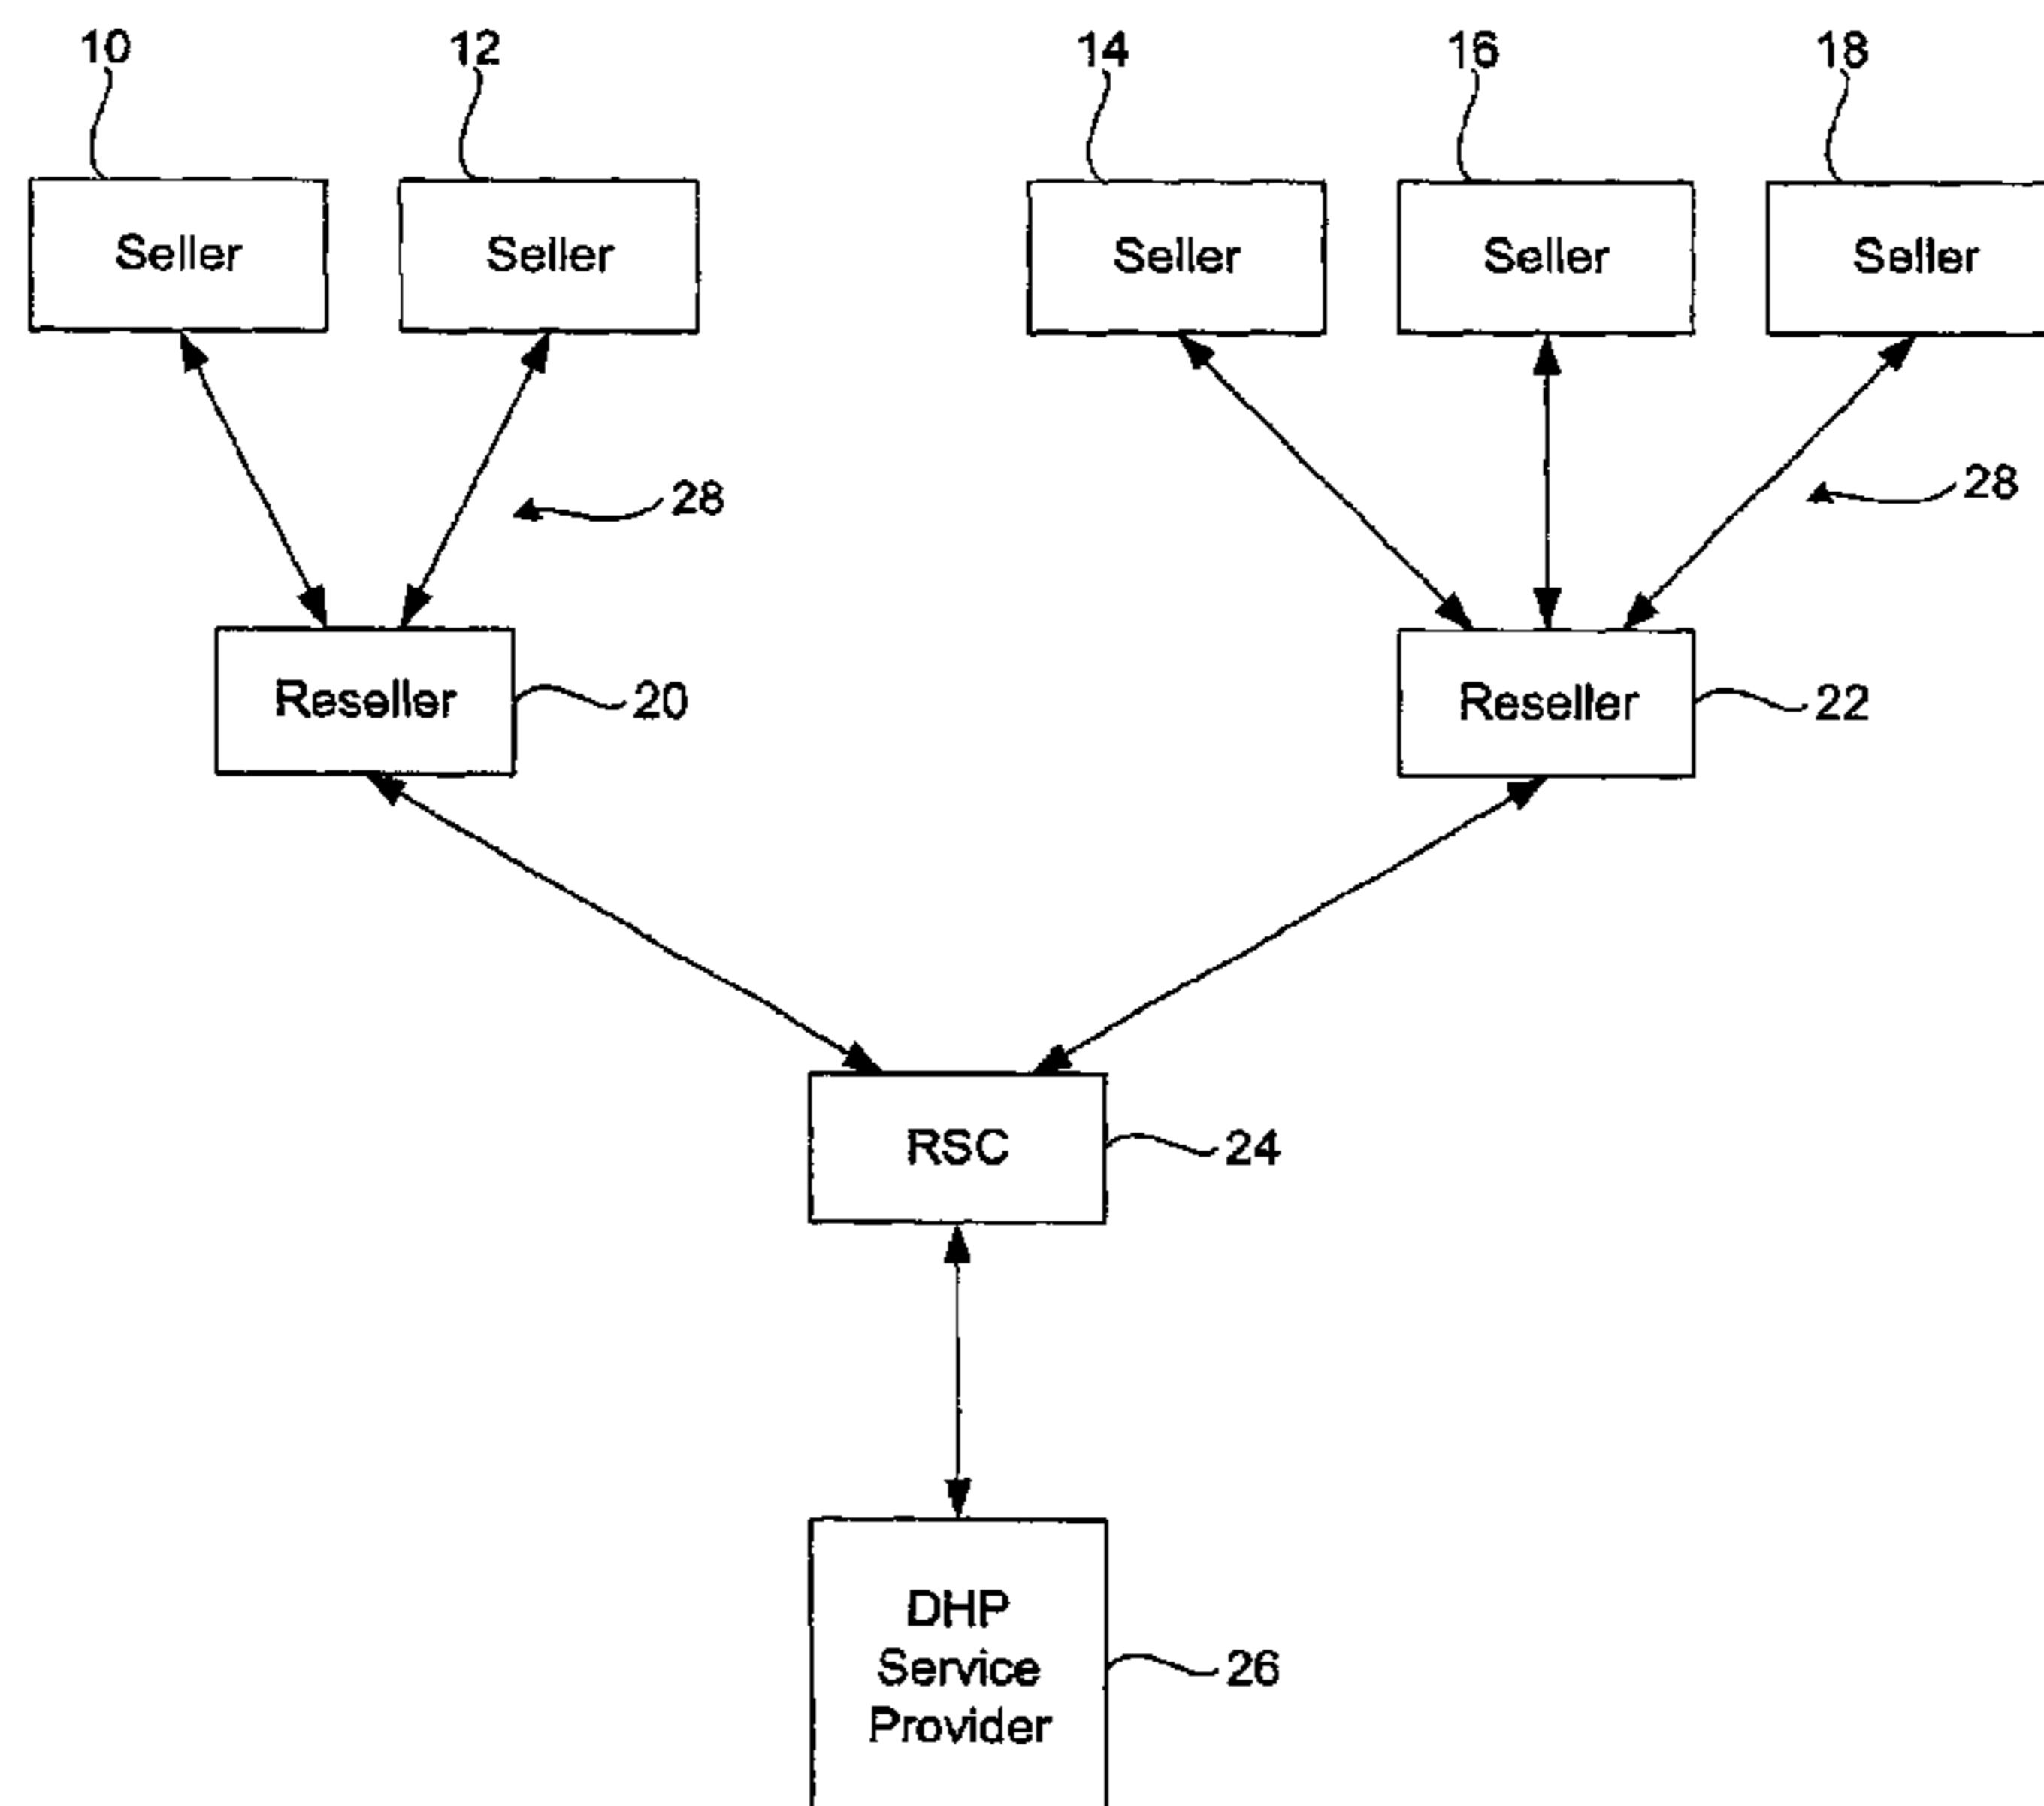 10
12
14
16
18
Seller
Seller
Seller
Seller
Seller
28
28
Reseller
20
Reseller
22
RSC
24
DHP
Service
Provider
26